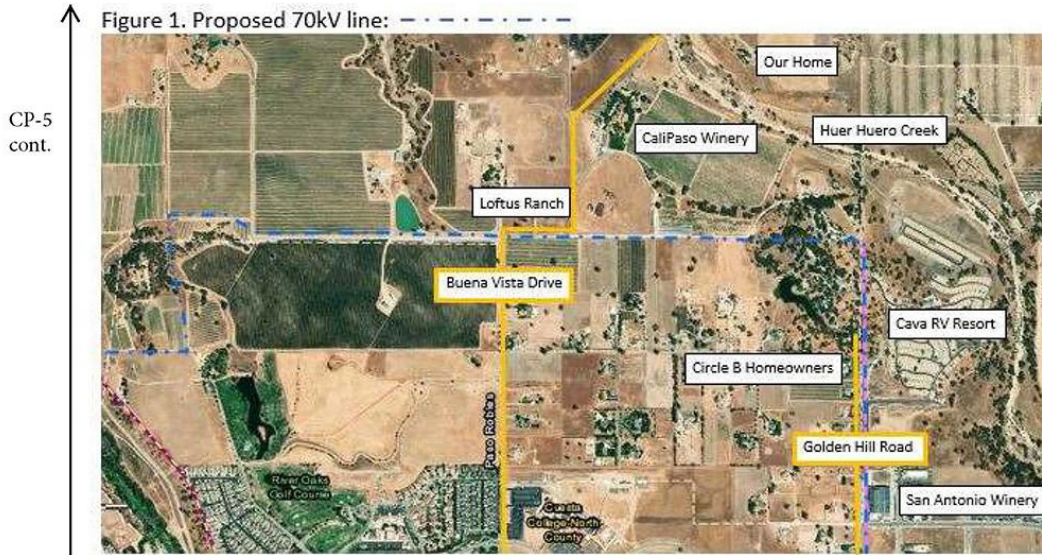 Figure 1. Proposed 70kV line:
CP-5
cont.
Our Home
CaliPaso Winery
Huer Huero Creek
Loftus Ranch
Buena Vista Drive
Cava RV Resort
Circle B Homeowners
Golden Hill Road
Paso Robles
River Oaks
Golf Course
San Antonio Winery
Cuesta
College-North
County